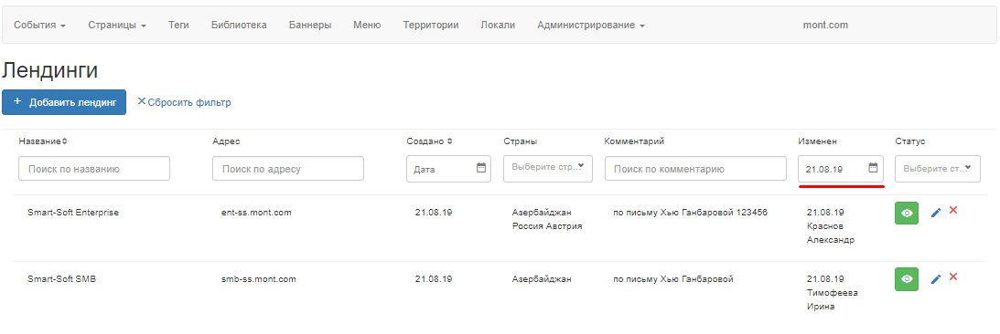 События Страницы Теги Библиотека Баннеры Меню Территории Локали Администрирование mont.com
Лендинги
+ Добавить лендинг ×Сбросить фильтр
Название Адрес Создано Страны Комментарий Изменен Статус
Поиск по названию Поиск по адресу Дата Выберите стр... Поиск по комментарию 21.08.19 Выберите ст...
Smart-Soft Enterprise ent-ss.mont.com 21.08.19 Азербайджан по письму Хью Ганбаровой 123456 21.08.19
Россия Австрия Краснов
Александр
Smart-Soft SMB smb-ss.mont.com 21.08.19 Азербайджан по письму Хью Ганбаровой 21.08.19
Тимофеева
Ирина